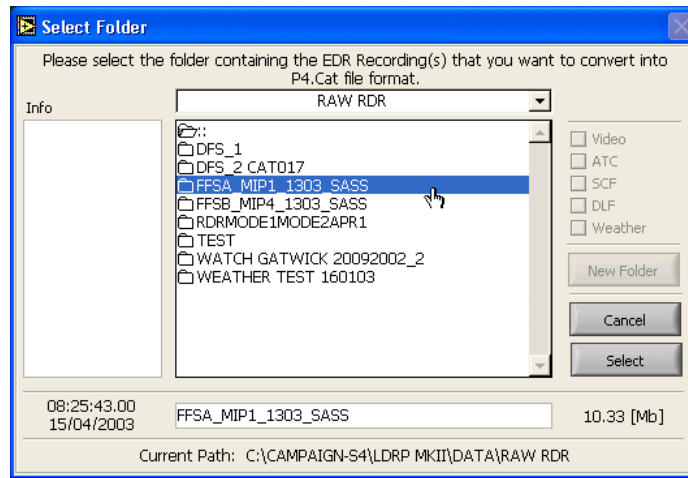 Select Folder
Please select the folder containing the EDR Recording(s) that you want to convert into
P4.Cat file format.
Info
RAW RDR
::
DFS_1
DFS_2 CAT017
FFSA_MIP1_1303_SASS
FFSB_MIP4_1303_SASS
RDRMODE1MODE2APR1
TEST
WATCH GATWICK 20092002_2
WEATHER TEST 160103
Video
ATC
SCF
DLF
Weather
New Folder
Cancel
Select
08:25:43.00
15/04/2003
FFSA_MIP1_1303_SASS
10.33 [Mb]
Current Path: C:\CAMPAIGN-S4\LDRP MKII\DATA\RAW RDR